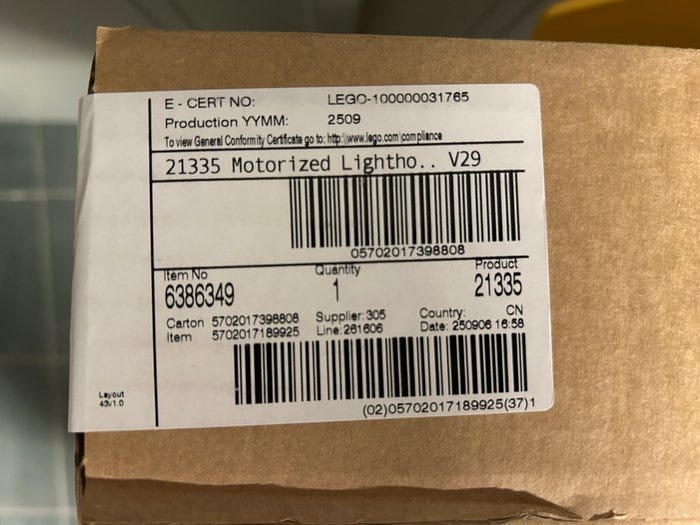 E - CERT NO: LEGO-100000031765
Production YYMM: 2509
To view General Conformity Certificate go to: http:\\www.lego.com\compliance
21335 Motorized Lightho.. V29
05702017398808
Item No Quantity Product
6386349 1 21335
Carton 5702017398808 Supplier: 305 Country: CN
Item 5702017189925 Line: 261606 Date: 250906 16:58
(02)05702017189925(37)1
Layout
43v1.0